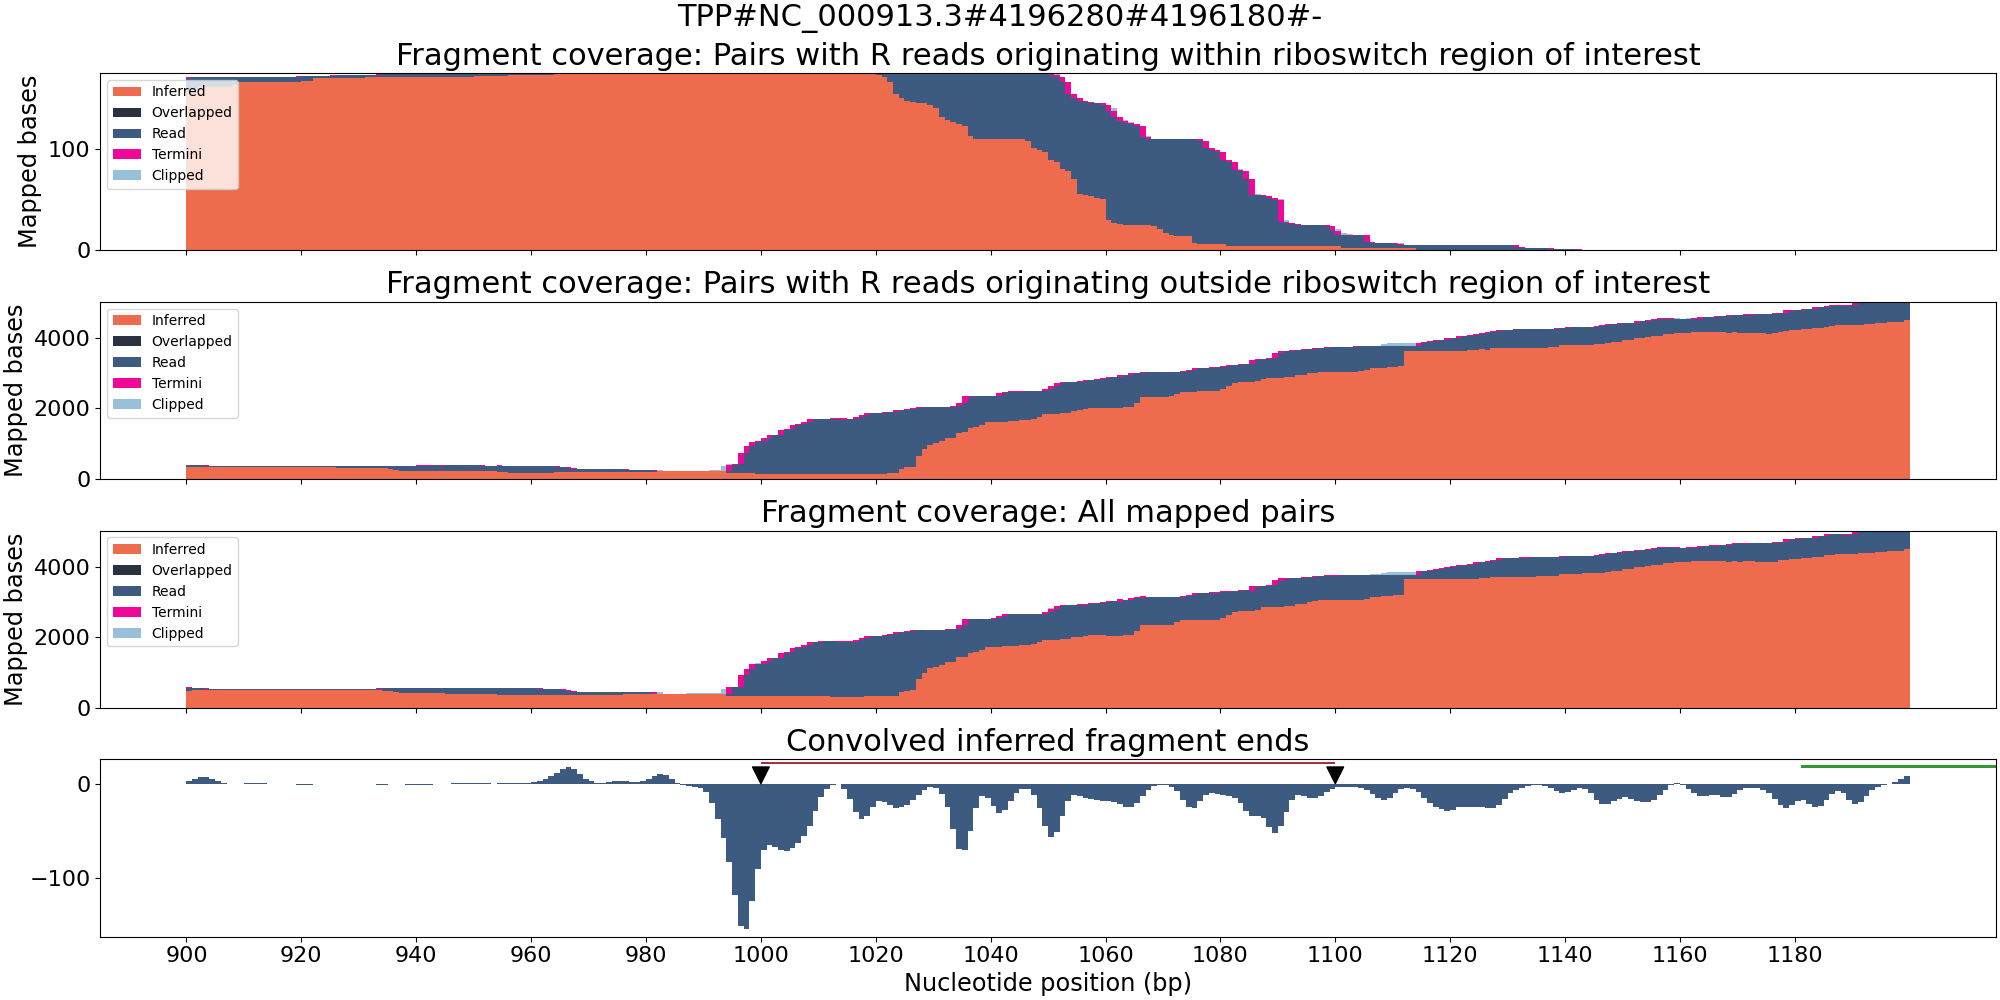 TPP#NC_000913.3#4196280#4196180#-
Fragment coverage: Pairs with R reads originating within riboswitch region of interest
Mapped bases
100
0
Inferred
Overlapped
Read
Termini
Clipped
Fragment coverage: Pairs with R reads originating outside riboswitch region of interest
Mapped bases
4000
2000
0
Inferred
Overlapped
Read
Termini
Clipped
Fragment coverage: All mapped pairs
Mapped bases
4000
2000
0
Inferred
Overlapped
Read
Termini
Clipped
Convolved inferred fragment ends
0
−100
900 920 940 960 980 1000 1020 1040 1060 1080 1100 1120 1140 1160 1180
Nucleotide position (bp)